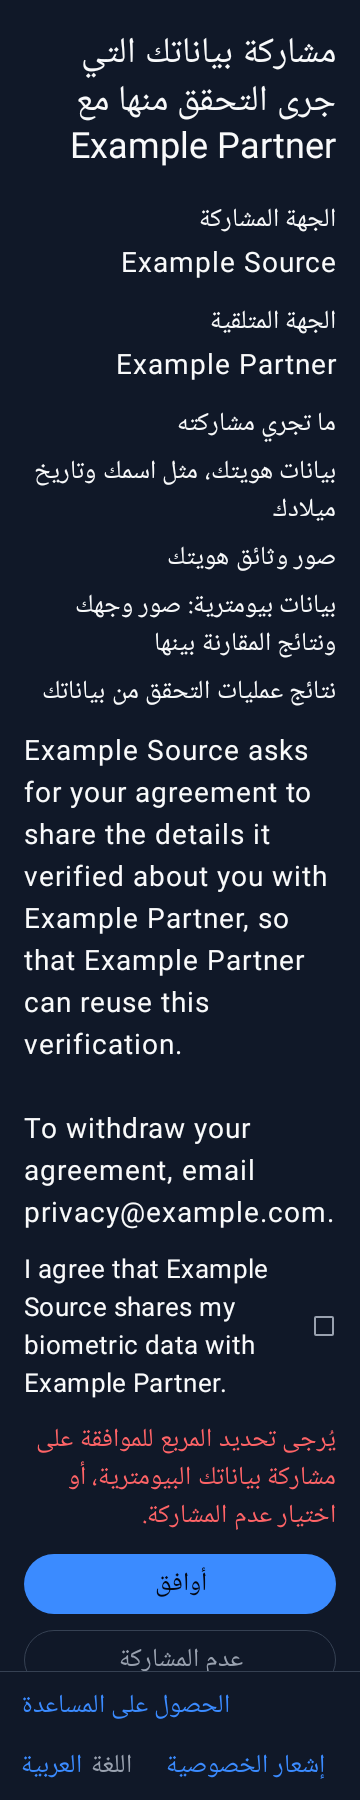 مشاركة بياناتك التي
جرى التحقق منها مع
Example Partner
الجهة المشاركة
Example Source
الجهة المتلقية
Example Partner
ما تجري مشاركته
بيانات هويتك، مثل اسمك وتاريخ
ميلادك
صور وثائق هويتك
بيانات بيومترية: صور وجهك
ونتائج المقارنة بينها
نتائج عمليات التحقق من بياناتك
Example Source asks
for your agreement to
share the details it
verified about you with
Example Partner, so
that Example Partner
can reuse this
verification.
To withdraw your
agreement, email
privacy@example.com.
I agree that Example
Source shares my
biometric data with
Example Partner.
يُرجى تحديد المربع للموافقة على
مشاركة بياناتك البيومترية، أو
اختيار عدم المشاركة.
أوافق
عدم المشاركة
الحصول على المساعدة
إشعار الخصوصية اللغة العربية